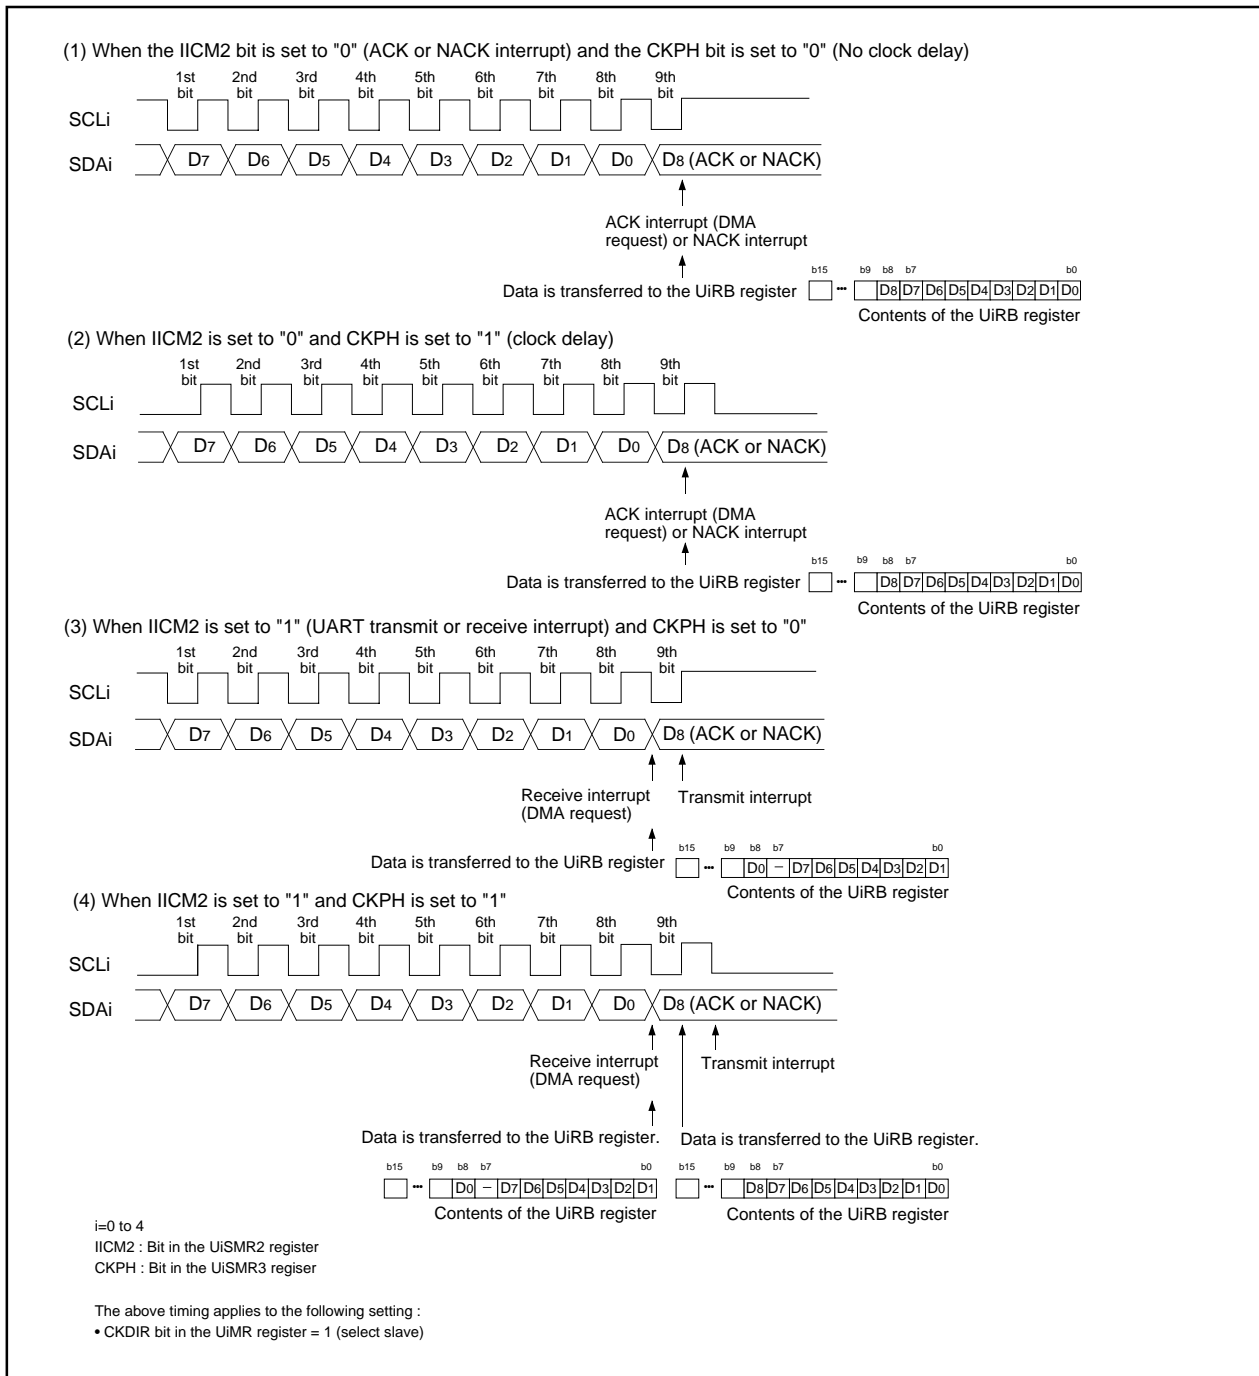 (1) When the IICM2 bit is set to "0" (ACK or NACK interrupt) and the CKPH bit is set to "0" (No clock delay)
1st bit 2nd bit 3rd bit 4th bit 5th bit 6th bit 7th bit 8th bit 9th bit
SCLi
SDAi D7 D6 D5 D4 D3 D2 D1 D0 D8 (ACK or NACK)
ACK interrupt (DMA
request) or NACK interrupt
b15 b9 b8 b7 b0
Data is transferred to the UiRB register ... D8 D7 D6 D5 D4 D3 D2 D1 D0
Contents of the UiRB register
(2) When IICM2 is set to "0" and CKPH is set to "1" (clock delay)
1st bit 2nd bit 3rd bit 4th bit 5th bit 6th bit 7th bit 8th bit 9th bit
SCLi
SDAi D7 D6 D5 D4 D3 D2 D1 D0 D8 (ACK or NACK)
ACK interrupt (DMA
request) or NACK interrupt
b15 b9 b8 b7 b0
Data is transferred to the UiRB register ... D8 D7 D6 D5 D4 D3 D2 D1 D0
Contents of the UiRB register
(3) When IICM2 is set to "1" (UART transmit or receive interrupt) and CKPH is set to "0"
1st bit 2nd bit 3rd bit 4th bit 5th bit 6th bit 7th bit 8th bit 9th bit
SCLi
SDAi D7 D6 D5 D4 D3 D2 D1 D0 D8 (ACK or NACK)
Receive interrupt Transmit interrupt
(DMA request)
b15 b9 b8 b7 b0
Data is transferred to the UiRB register ... D0 – D7 D6 D5 D4 D3 D2 D1
Contents of the UiRB register
(4) When IICM2 is set to "1" and CKPH is set to "1"
1st bit 2nd bit 3rd bit 4th bit 5th bit 6th bit 7th bit 8th bit 9th bit
SCLi
SDAi D7 D6 D5 D4 D3 D2 D1 D0 D8 (ACK or NACK)
Receive interrupt Transmit interrupt
(DMA request)
Data is transferred to the UiRB register. Data is transferred to the UiRB register.
b15 b9 b8 b7 b0 b15 b9 b8 b7 b0
... D0 – D7 D6 D5 D4 D3 D2 D1 ... D8 D7 D6 D5 D4 D3 D2 D1 D0
Contents of the UiRB register Contents of the UiRB register
i=0 to 4
IICM2 : Bit in the UiSMR2 register
CKPH : Bit in the UiSMR3 regiser
The above timing applies to the following setting :
• CKDIR bit in the UiMR register = 1 (select slave)